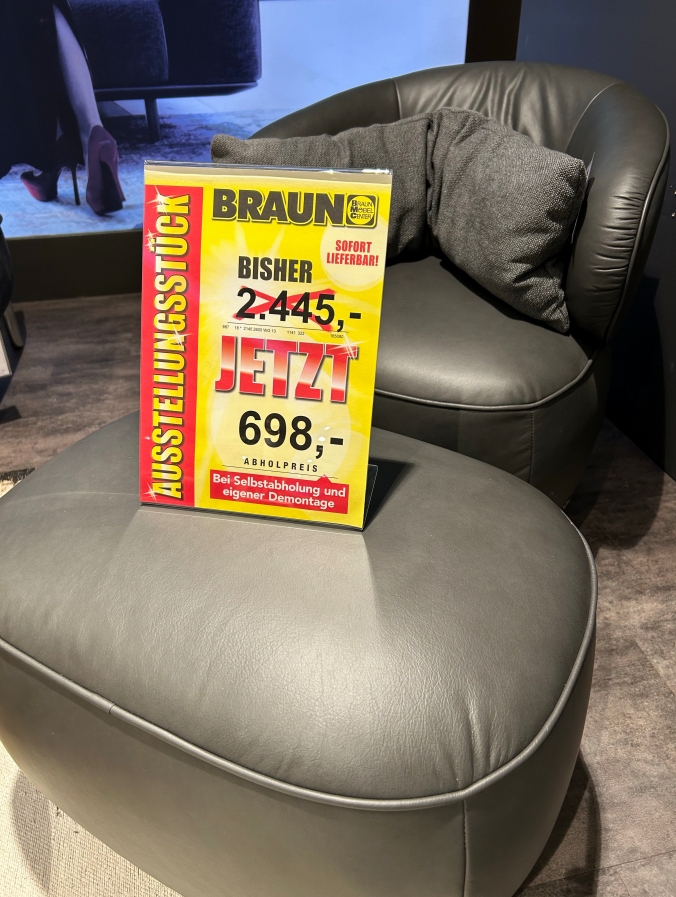 AUSSTELLUNGSSTÜCK
BRAUN
BRAUN
MÖBEL
CENTER
SOFORT
LIEFERBAR!
BISHER
2.445,-
JETZT
698,-
ABHOLPREIS
Bei Selbstabholung und
eigener Demontage